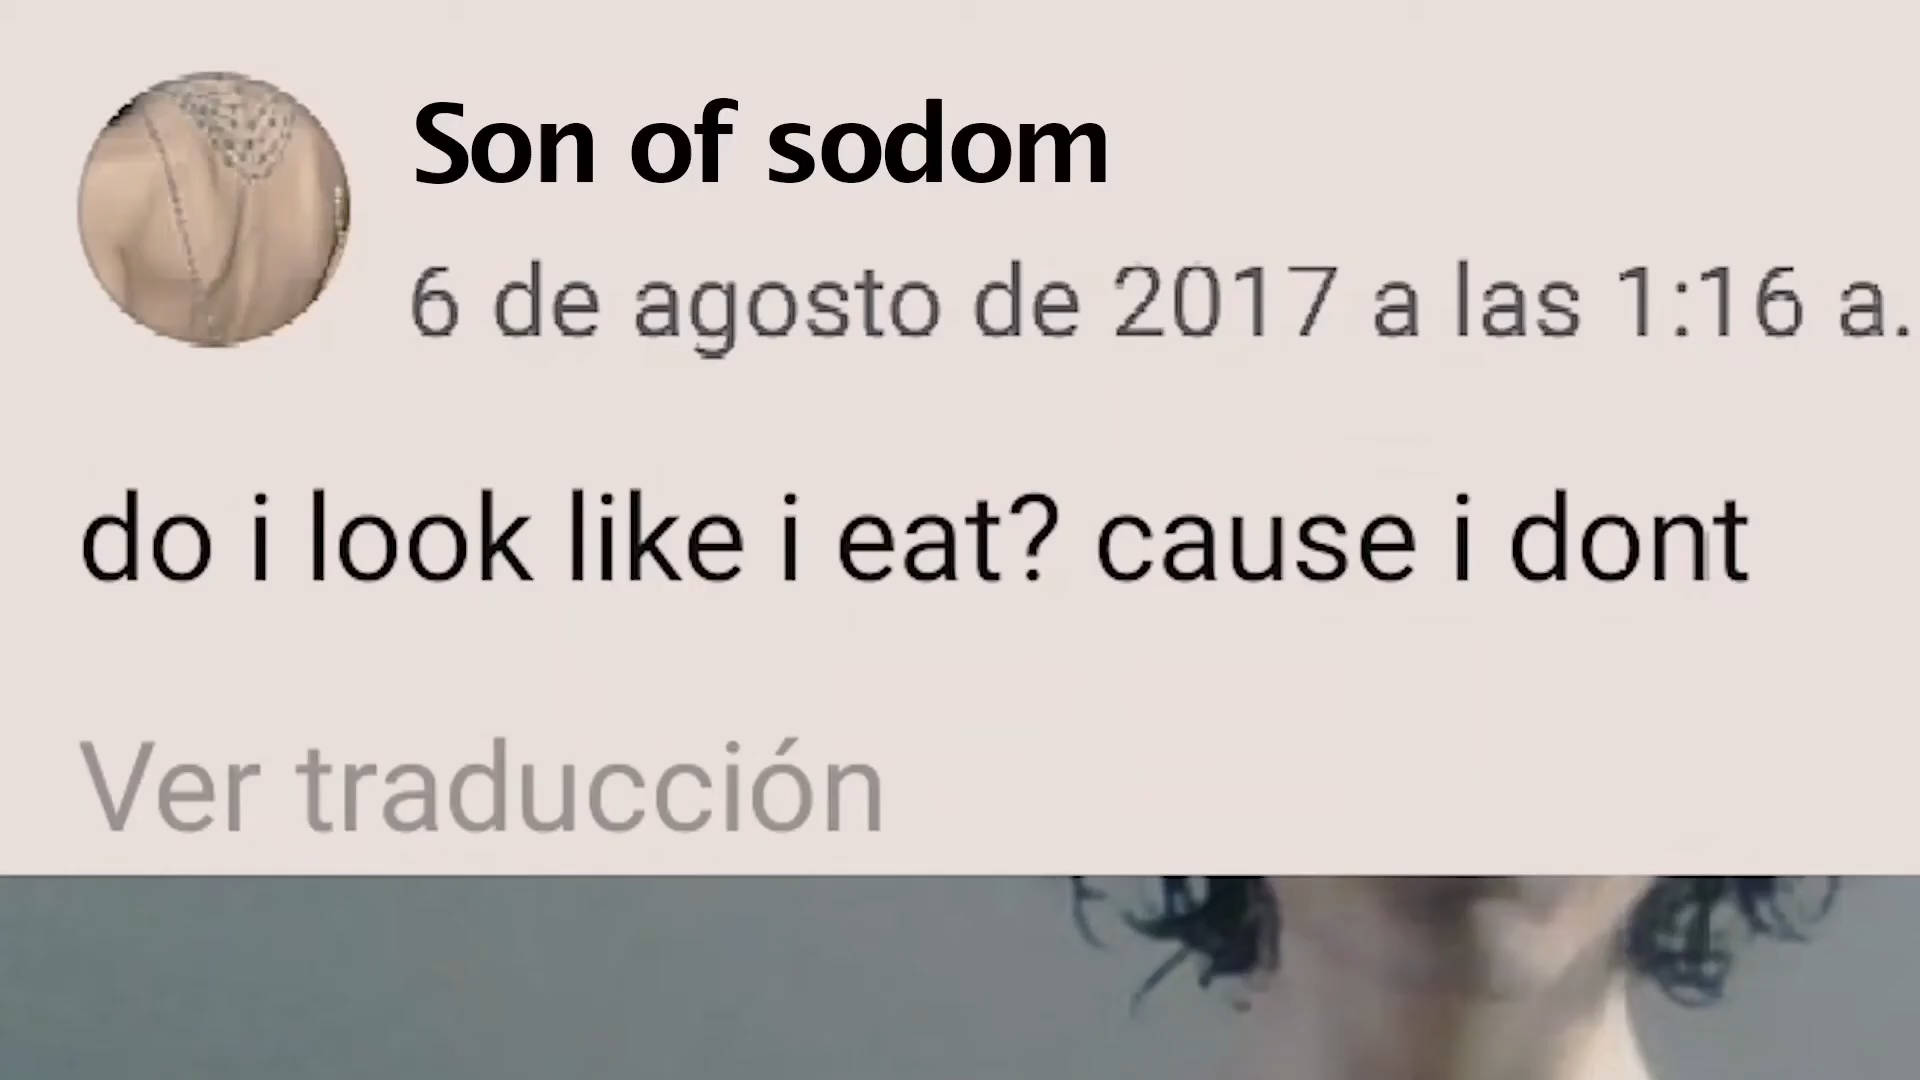 Son of sodom
6 de agosto de 2017 a las 1:16 a.
do i look like i eat? cause i dont
Ver traducción